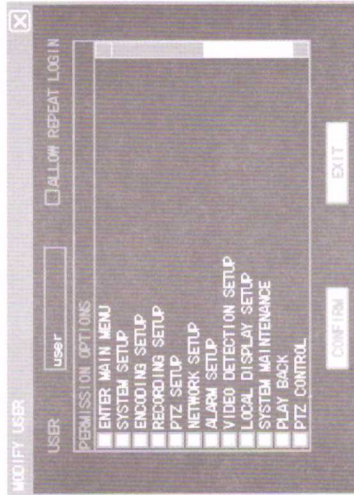 MODIFY USER
USER user ALLOW REPEAT LOGIN
PERMISSION OPTIONS
ENTER MAIN MENU
SYSTEM SETUP
ENCODING SETUP
RECORDING SETUP
PTZ SETUP
NETWORK SETUP
ALARM SETUP
VIDEO DETECTION SETUP
LOCAL DISPLAY SETUP
SYSTEM MAINTENANCE
PLAY BACK
PTZ CONTROL
CONFIRM EXIT